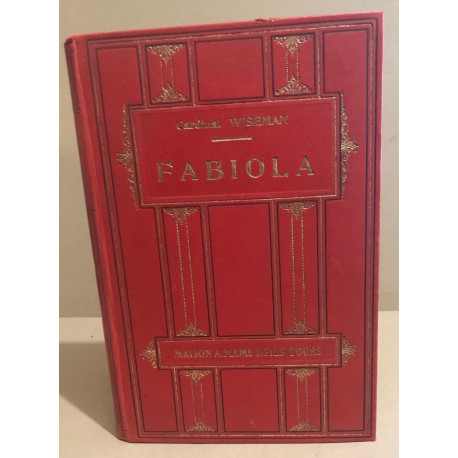 Cardinal WISEMAN
FABIOLA
MAISON A. MAME & FILS TOURS